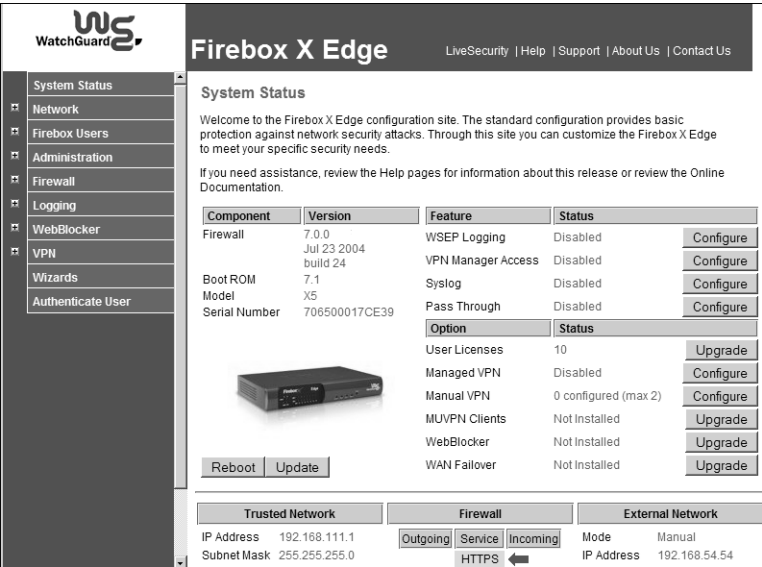 WatchGuard
Firebox X Edge
LiveSecurity | Help | Support | About Us | Contact Us
System Status
Network
Firebox Users
Administration
Firewall
Logging
WebBlocker
VPN
Wizards
Authenticate User
System Status
Welcome to the Firebox X Edge configuration site. The standard configuration provides basic
protection against network security attacks. Through this site you can customize the Firebox X Edge
to meet your specific security needs.
If you need assistance, review the Help pages for information about this release or review the Online
Documentation.
Component Version
Firewall 7.0.0
Jul 23 2004
build 24
Boot ROM 7.1
Model X5
Serial Number 706500017CE39
Reboot Update
Feature Status
WSEP Logging Disabled Configure
VPN Manager Access Disabled Configure
Syslog Disabled Configure
Pass Through Disabled Configure
Option Status
User Licenses 10 Upgrade
Managed VPN Disabled Configure
Manual VPN 0 configured (max 2) Configure
MUVPN Clients Not Installed Upgrade
WebBlocker Not Installed Upgrade
WAN Failover Not Installed Upgrade
Trusted Network
IP Address 192.168.111.1
Subnet Mask 255.255.255.0
Firewall
Outgoing Service Incoming
HTTPS
External Network
Mode Manual
IP Address 192.168.54.54